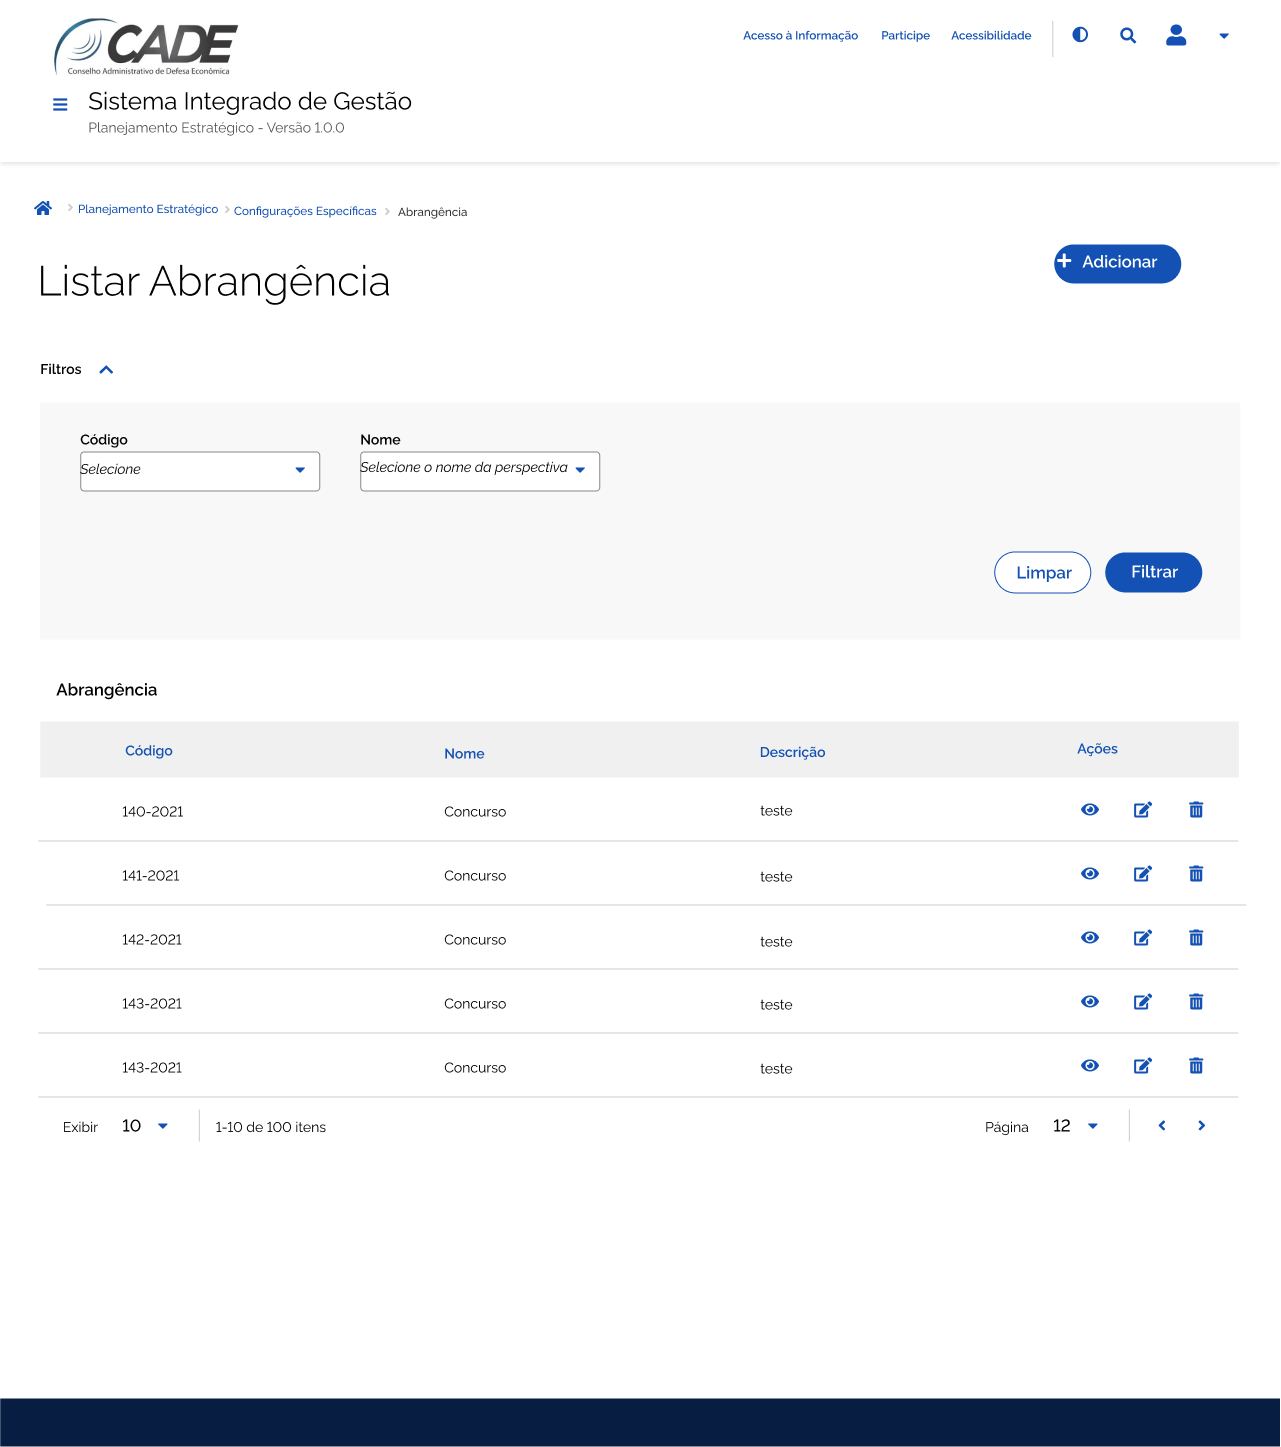 CADE
Conselho Administrativo de Defesa Econômica
Acesso à Informação Participe Acessibilidade
Sistema Integrado de Gestão
Planejamento Estratégico - Versão 1.0.0
Planejamento Estratégico Configurações Específicas Abrangência
Listar Abrangência
Adicionar
Filtros
Código Nome
Selecione Selecione o nome da perspectiva
Limpar Filtrar
Abrangência
Código Nome Descrição Ações
140-2021 Concurso teste
141-2021 Concurso teste
142-2021 Concurso teste
143-2021 Concurso teste
143-2021 Concurso teste
Exibir 10 1-10 de 100 itens Página 12